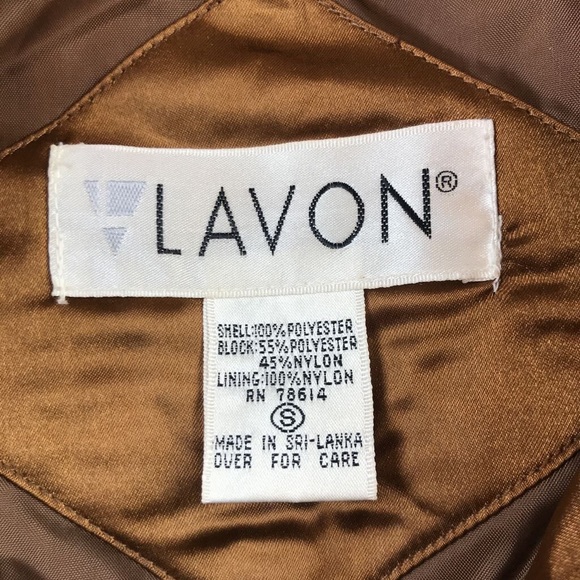 LAVON®
SHELL:100%POLYESTER
BLOCK:55%POLYESTER
45%NYLON
LINING:100%NYLON
RN 78614
S
MADE IN SRI-LANKA
OVER FOR CARE